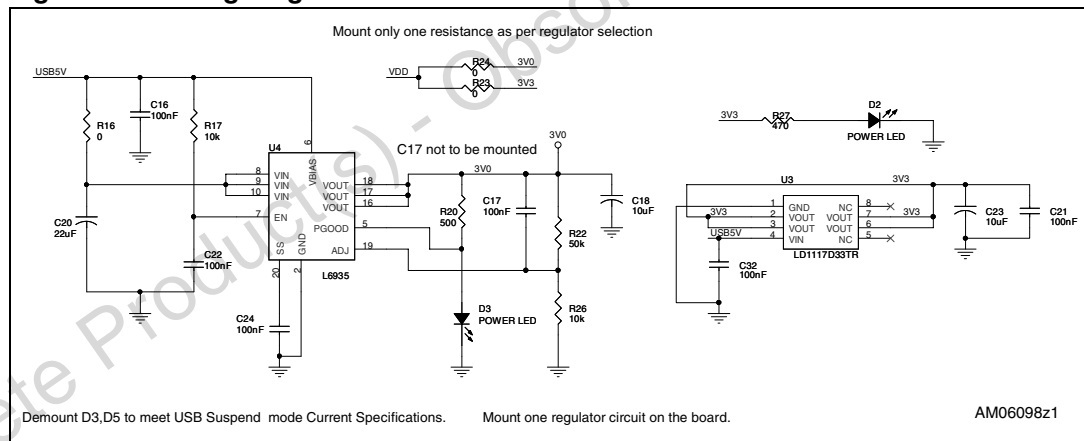 Mount only one resistance as per regulator selection
USB5V
VDD
R24
0
3V0
R23
0
3V3
C16
100nF
R16
0
R17
10k
D2
3V3
R27
470
POWER LED
U4
6
VBIAS
C17 not to be mounted
3V0
8
VIN
9
VIN
10
VIN
7
EN
VOUT
18
VOUT
17
VOUT
16
PGOOD
5
ADJ
19
SS
20
GND
2
L6935
3V0
R20
500
C17
100nF
C18
10uF
R22
50k
C20
22uF
C22
100nF
C24
100nF
D3
POWER LED
R26
10k
U3
3V3
1
GND
NC
8
3V3
2
VOUT
VOUT
7
3V3
3
VOUT
VOUT
6
USB5V
4
VIN
NC
5
LD1117D33TR
C32
100nF
C23
10uF
C21
100nF
Demount D3,D5 to meet USB Suspend mode Current Specifications.
Mount one regulator circuit on the board.
AM06098z1